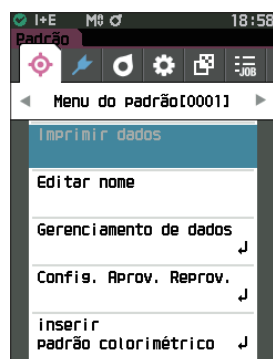 I+E M0 18:58
Padrão
-JOB
Menu do padrão[0001]
Imprimir dados
Editar nome
Gerenciamento de dados
Config. Aprov. Reprov.
inserir
padrão colorimétrico